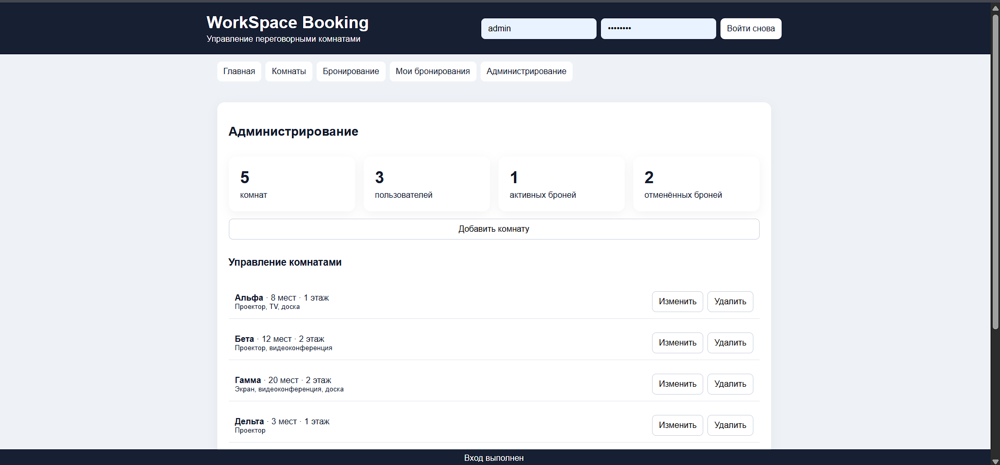 WorkSpace Booking
Управление переговорными комнатами
admin
••••••••
Войти снова
Главная
Комнаты
Бронирование
Мои бронирования
Администрирование
Администрирование
5
комнат
3
пользователей
1
активных броней
2
отменённых броней
Добавить комнату
Управление комнатами
Альфа · 8 мест · 1 этаж
Проектор, TV, доска
Изменить
Удалить
Бета · 12 мест · 2 этаж
Проектор, видеоконференция
Изменить
Удалить
Гамма · 20 мест · 2 этаж
Экран, видеоконференция, доска
Изменить
Удалить
Дельта · 3 мест · 1 этаж
Проектор
Изменить
Удалить
Вход выполнен